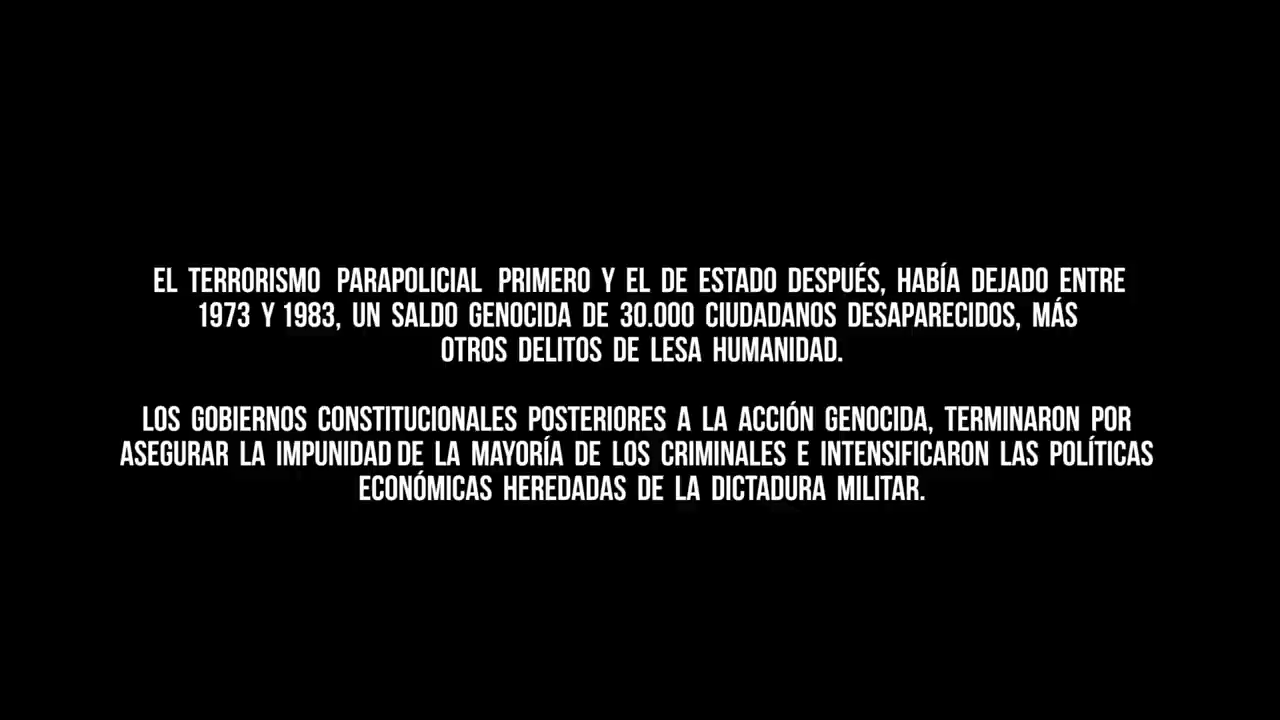 EL TERRORISMO PARAPOLICIAL PRIMERO Y EL DE ESTADO DESPUÉS, HABÍA DEJADO ENTRE
1973 Y 1983, UN SALDO GENOCIDA DE 30.000 CIUDADANOS DESAPARECIDOS, MÁS
OTROS DELITOS DE LESA HUMANIDAD.
LOS GOBIERNOS CONSTITUCIONALES POSTERIORES A LA ACCIÓN GENOCIDA, TERMINARON POR
ASEGURAR LA IMPUNIDAD DE LA MAYORÍA DE LOS CRIMINALES E INTENSIFICARON LAS POLÍTICAS
ECONÓMICAS HEREDADAS DE LA DICTADURA MILITAR.